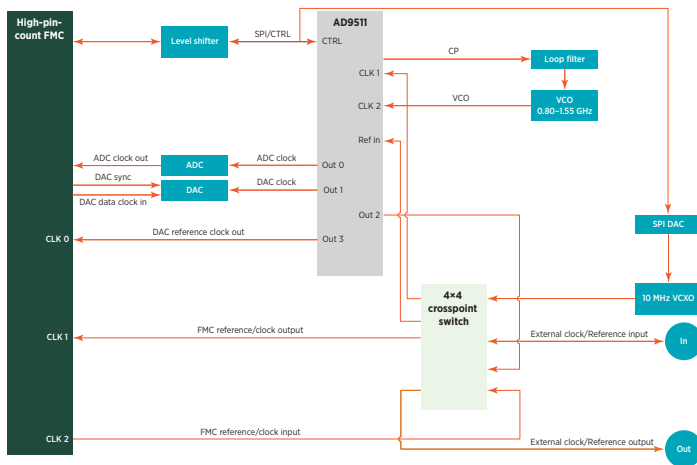 High-pin-
count FMC
AD9511
Level shifter
SPI/CTRL
CTRL
CP
Loop filter
CLK 1
VCO
0.80–1.55 GHz
CLK 2
VCO
Ref in
ADC clock out
ADC
ADC clock
Out 0
DAC sync
DAC
DAC clock
Out 1
DAC data clock in
Out 2
SPI DAC
CLK 0
DAC reference clock out
Out 3
4×4
crosspoint
switch
10 MHz VCXO
CLK 1
FMC reference/clock output
External clock/Reference input
In
CLK 2
FMC reference/clock input
External clock/Reference output
Out